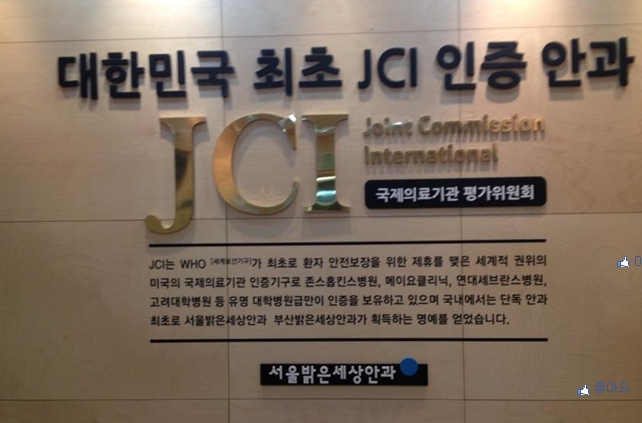 대한민국 최초 JCI 인증 안과
JCI
Joint Commission
International
국제의료기관 평가위원회
JCI는 WHO [세계보건기구]가 최초로 환자 안전보장을 위한 제휴를 맺은 세계적 권위의
미국의 국제의료기관 인증기구로 존스홉킨스병원, 메이요클리닉, 연대세브란스병원,
고려대학병원 등 유명 대학병원급만이 인증을 보유하고 있으며 국내에서는 단독 안과
최초로 서울밝은세상안과 부산밝은세상안과가 획득하는 명예를 얻었습니다.
서울밝은세상안과
좋아요